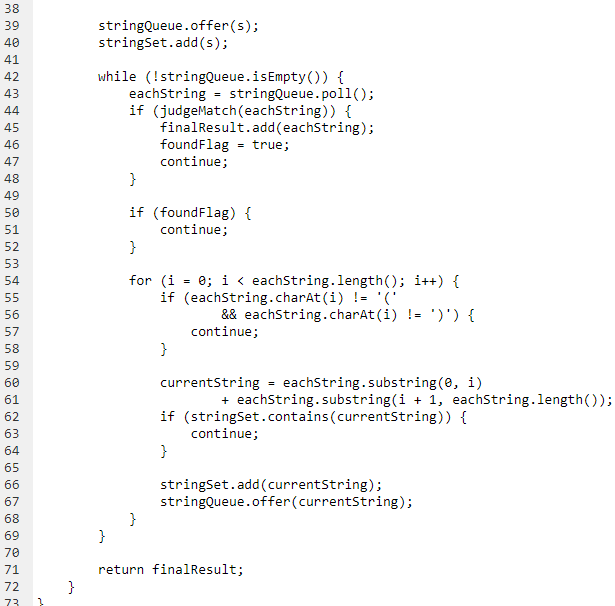 38
39 stringQueue.offer(s);
40 stringSet.add(s);
41
42 while (!stringQueue.isEmpty()) {
43 eachString = stringQueue.poll();
44 if (judgeMatch(eachString)) {
45 finalResult.add(eachString);
46 foundFlag = true;
47 continue;
48 }
49
50 if (foundFlag) {
51 continue;
52 }
53
54 for (i = 0; i < eachString.length(); i++) {
55 if (eachString.charAt(i) != '('
56 && eachString.charAt(i) != ')') {
57 continue;
58 }
59
60 currentString = eachString.substring(0, i)
61 + eachString.substring(i + 1, eachString.length());
62 if (stringSet.contains(currentString)) {
63 continue;
64 }
65
66 stringSet.add(currentString);
67 stringQueue.offer(currentString);
68 }
69 }
70
71 return finalResult;
72 }
73 }